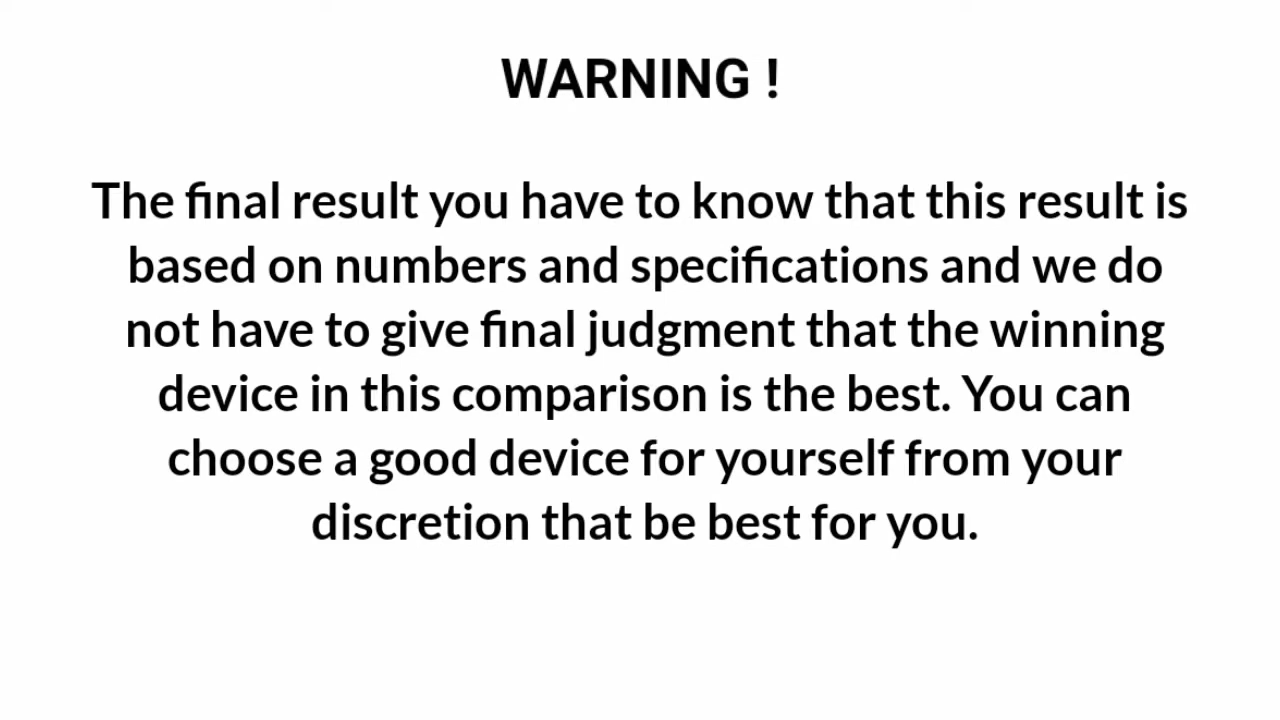 WARNING !
The final result you have to know that this result is
based on numbers and specifications and we do
not have to give final judgment that the winning
device in this comparison is the best. You can
choose a good device for yourself from your
discretion that be best for you.